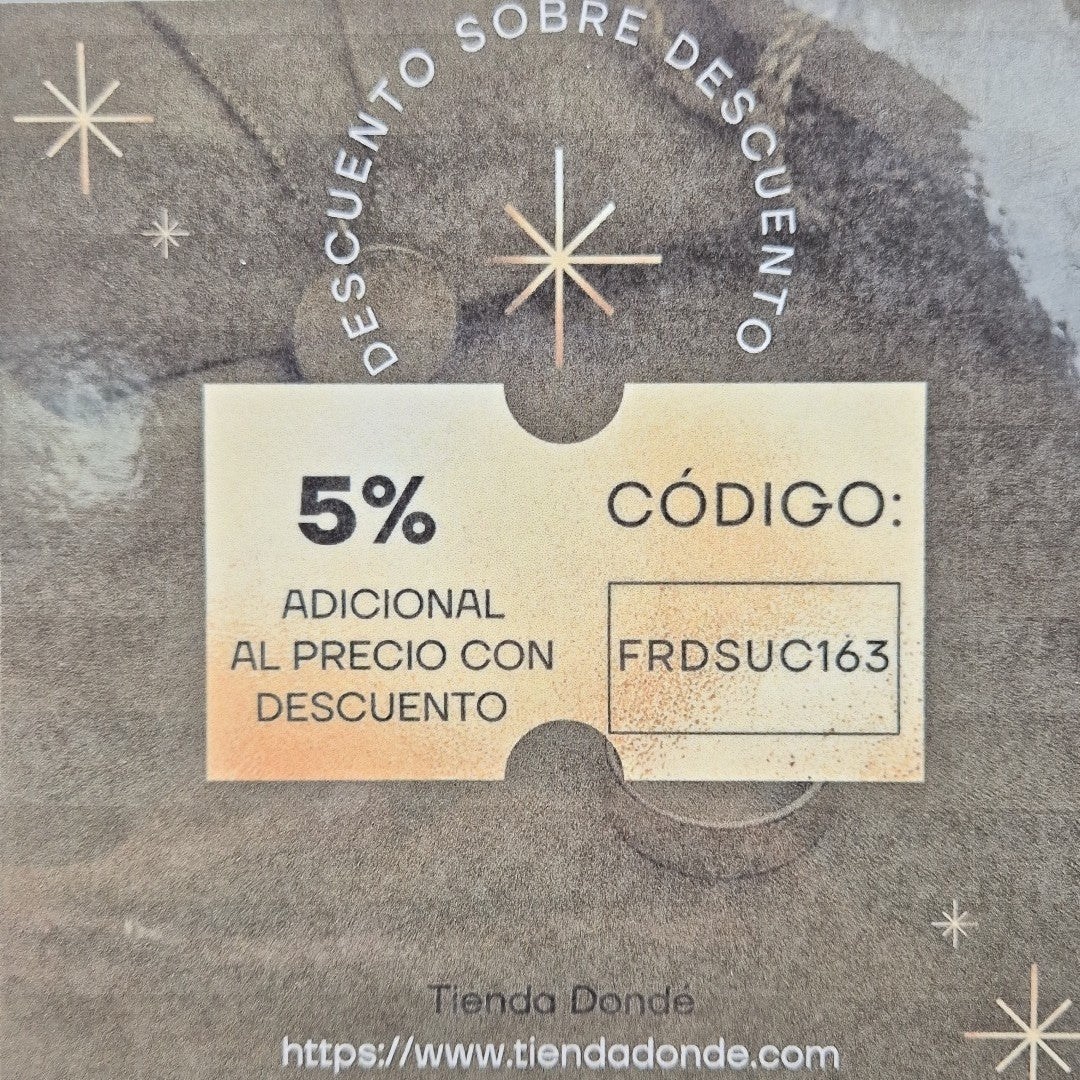 DESCUENTO SOBRE DESCUENTO
5%
ADICIONAL
AL PRECIO CON
DESCUENTO
CÓDIGO:
FRDSUC163
Tienda Dondé
https://www.tiendadonde.com